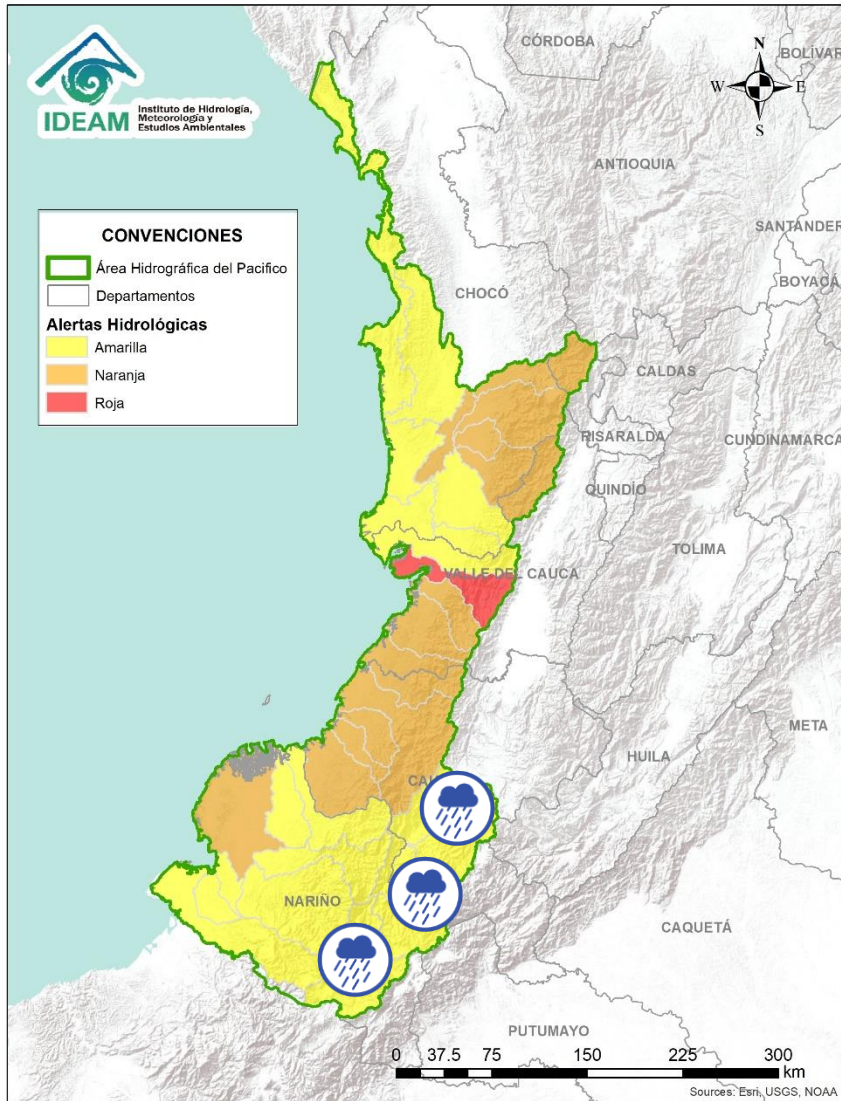 IDEAM
Instituto de Hidrología,
Meteorología y
Estudios Ambientales
CÓRDOBA
BOLÍVAR
N
W
E
S
ANTIOQUIA
SANTANDER
BOYACÁ
CONVENCIONES
Área Hidrográfica del Pacifico
Departamentos
Alertas Hidrológicas
Amarilla
Naranja
Roja
CHOCÓ
CALDAS
RISARALDA
CUNDINAMARCA
QUINDÍO
TOLIMA
VALLE DEL CAUCA
META
HUILA
NARIÑO
CAQUETÁ
PUTUMAYO
0 37.5 75 150 225 300
km
Sources: Esri, USGS, NOAA